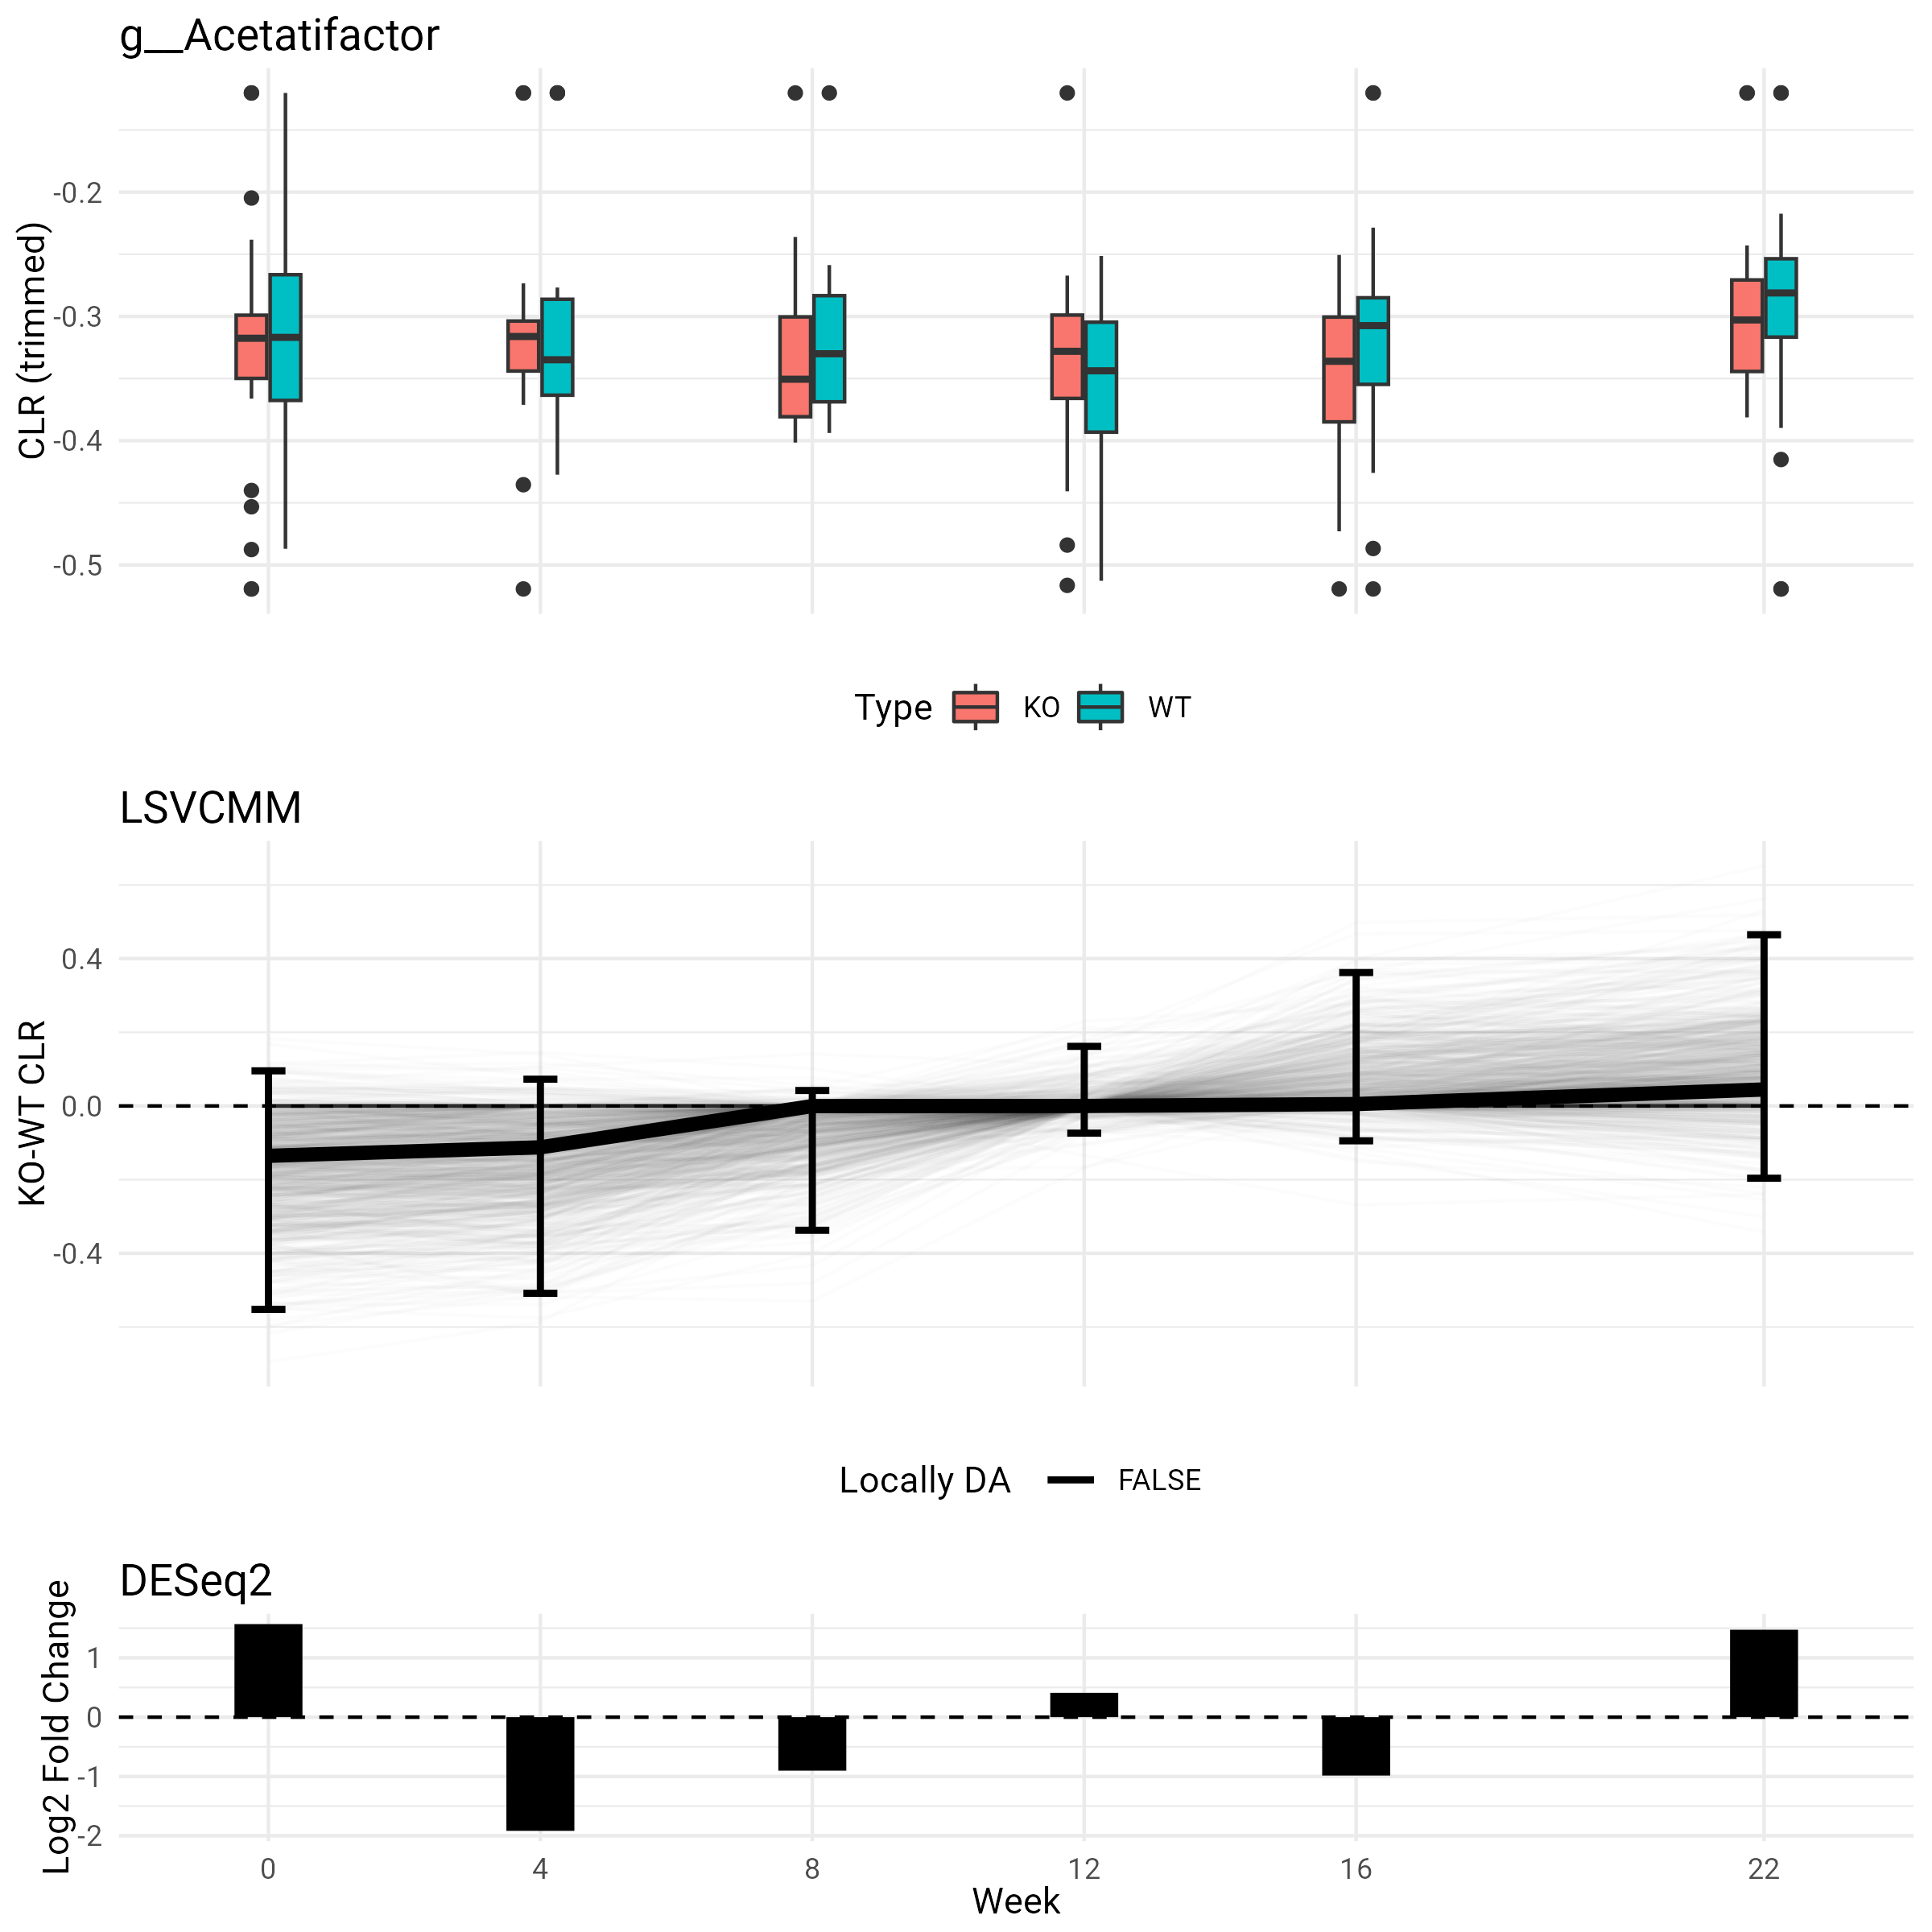 g__Acetatifactor
CLR (trimmed)
-0.2
-0.3
-0.4
-0.5
Type KO WT
LSVCMM
KO-WT CLR
0.4
0.0
-0.4
Locally DA FALSE
DESeq2
Log2 Fold Change
1
0
-1
-2
0 4 8 12 16 22
Week